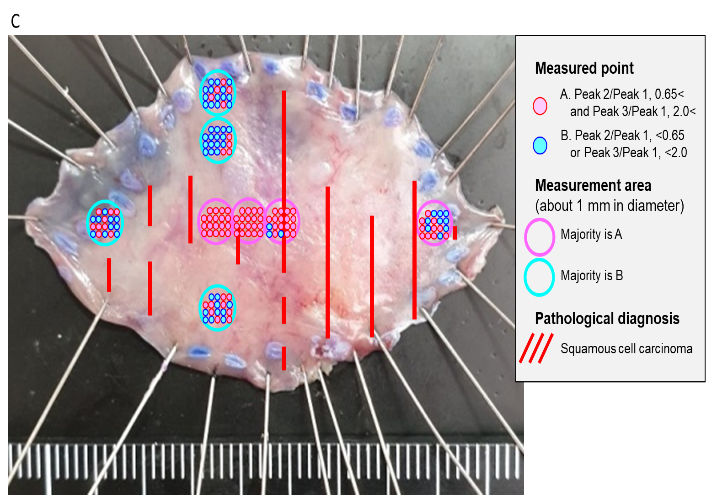 C
Measured point
A. Peak 2/Peak 1, 0.65<
and Peak 3/Peak 1, 2.0<
B. Peak 2/Peak 1, <0.65
or Peak 3/Peak 1, <2.0
Measurement area
(about 1 mm in diameter)
Majority is A
Majority is B
Pathological diagnosis
Squamous cell carcinoma